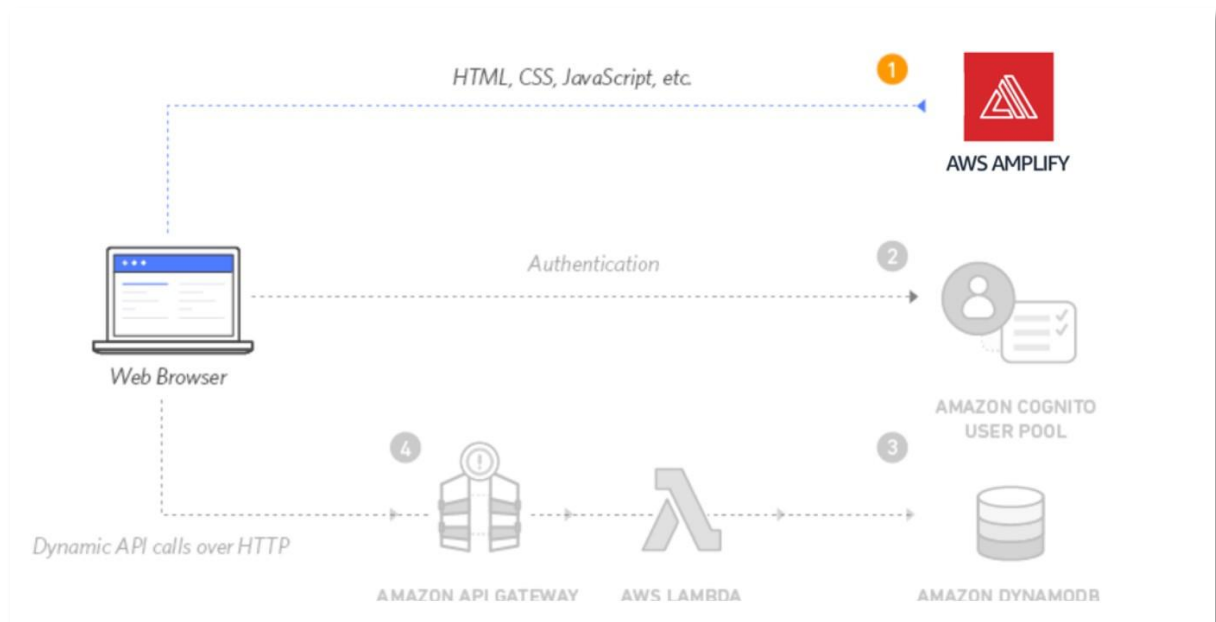 HTML, CSS, JavaScript, etc.
1
AWS AMPLIFY
Authentication
2
Web Browser
AMAZON COGNITO
USER POOL
4
3
Dynamic API calls over HTTP
AMAZON API GATEWAY
AWS LAMBDA
AMAZON DYNAMODB